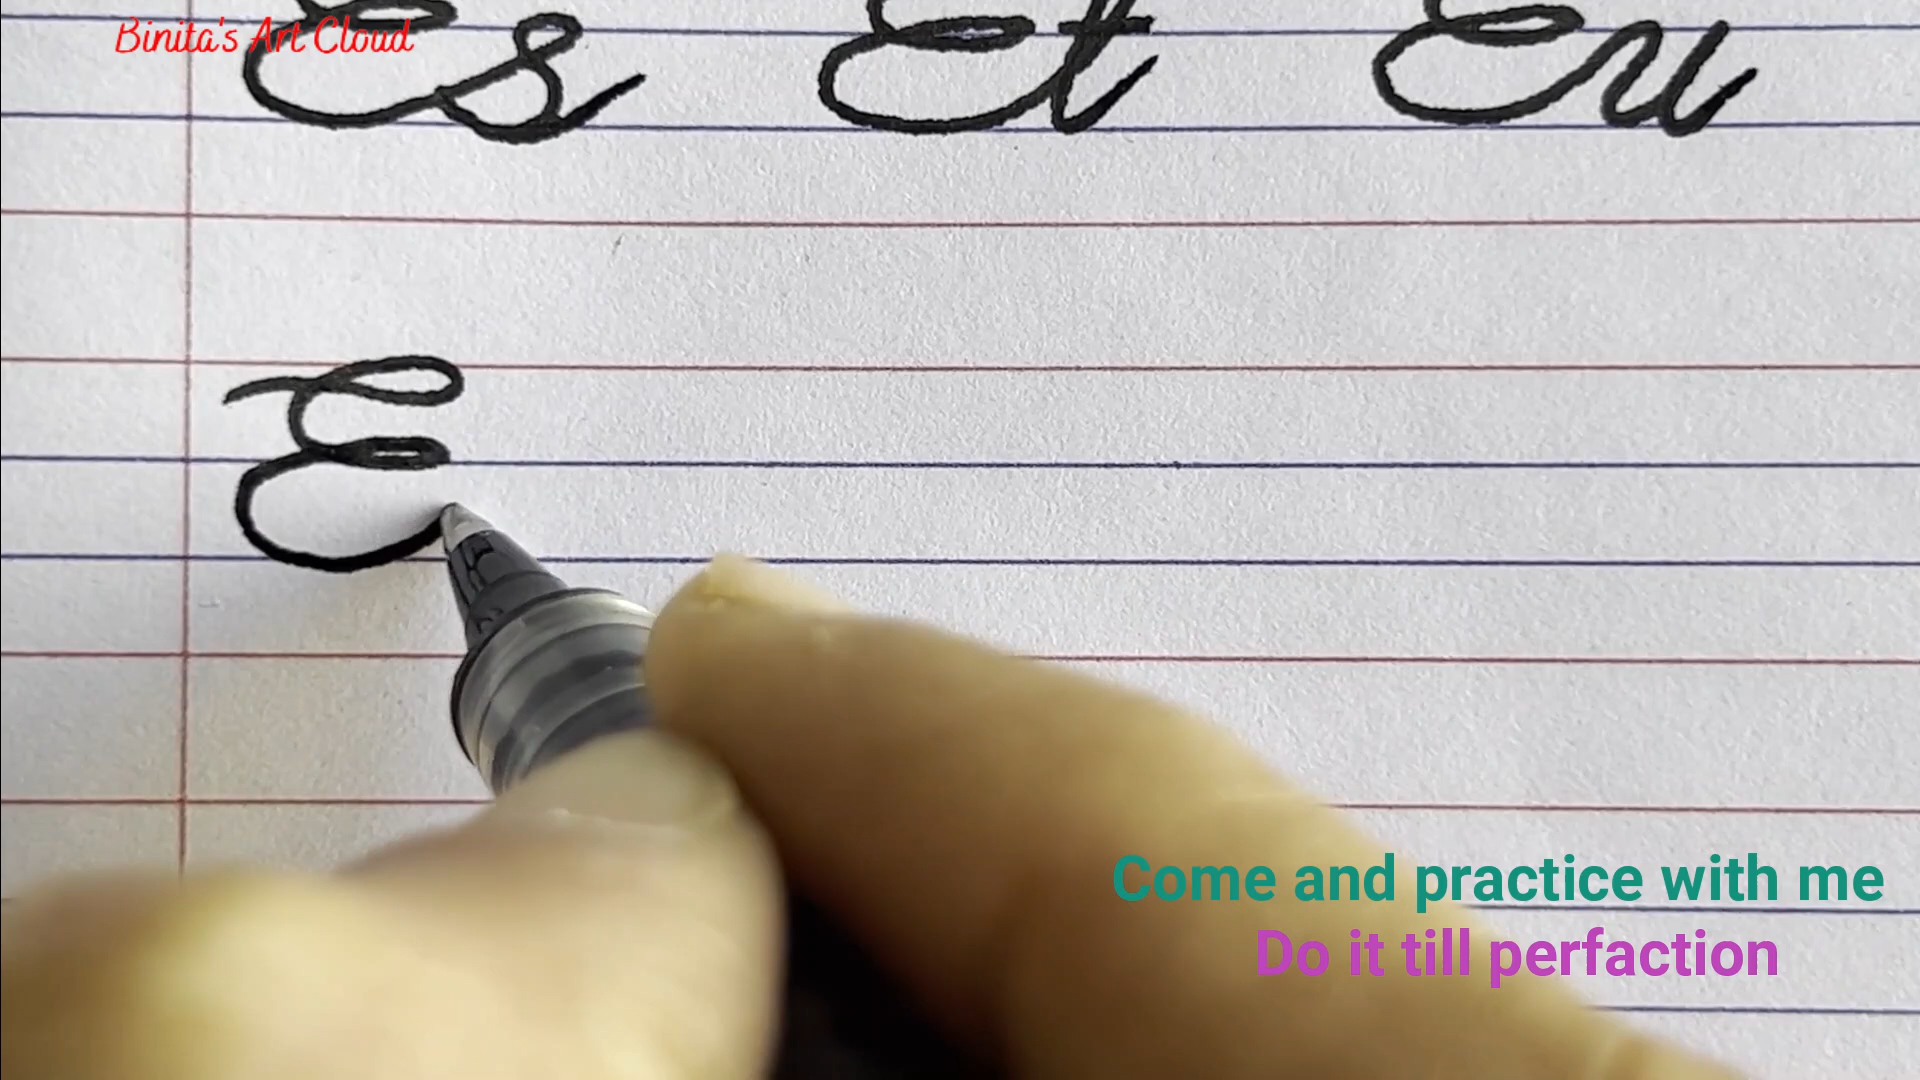 Binita's Art Cloud
Es Et Eu
E
Come and practice with me
Do it till perfaction